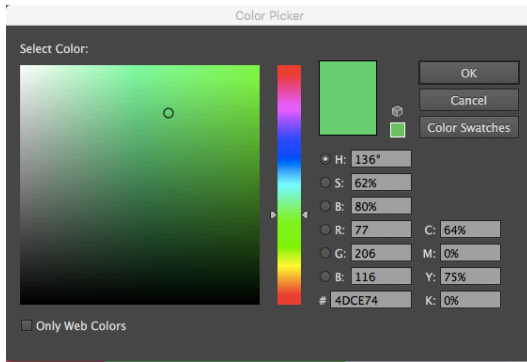 Color Picker
Select Color:
OK
Cancel
Color Swatches
H: 136°
S: 62%
B: 80%
R: 77 C: 64%
G: 206 M: 0%
B: 116 Y: 75%
# 4DCE74 K: 0%
Only Web Colors